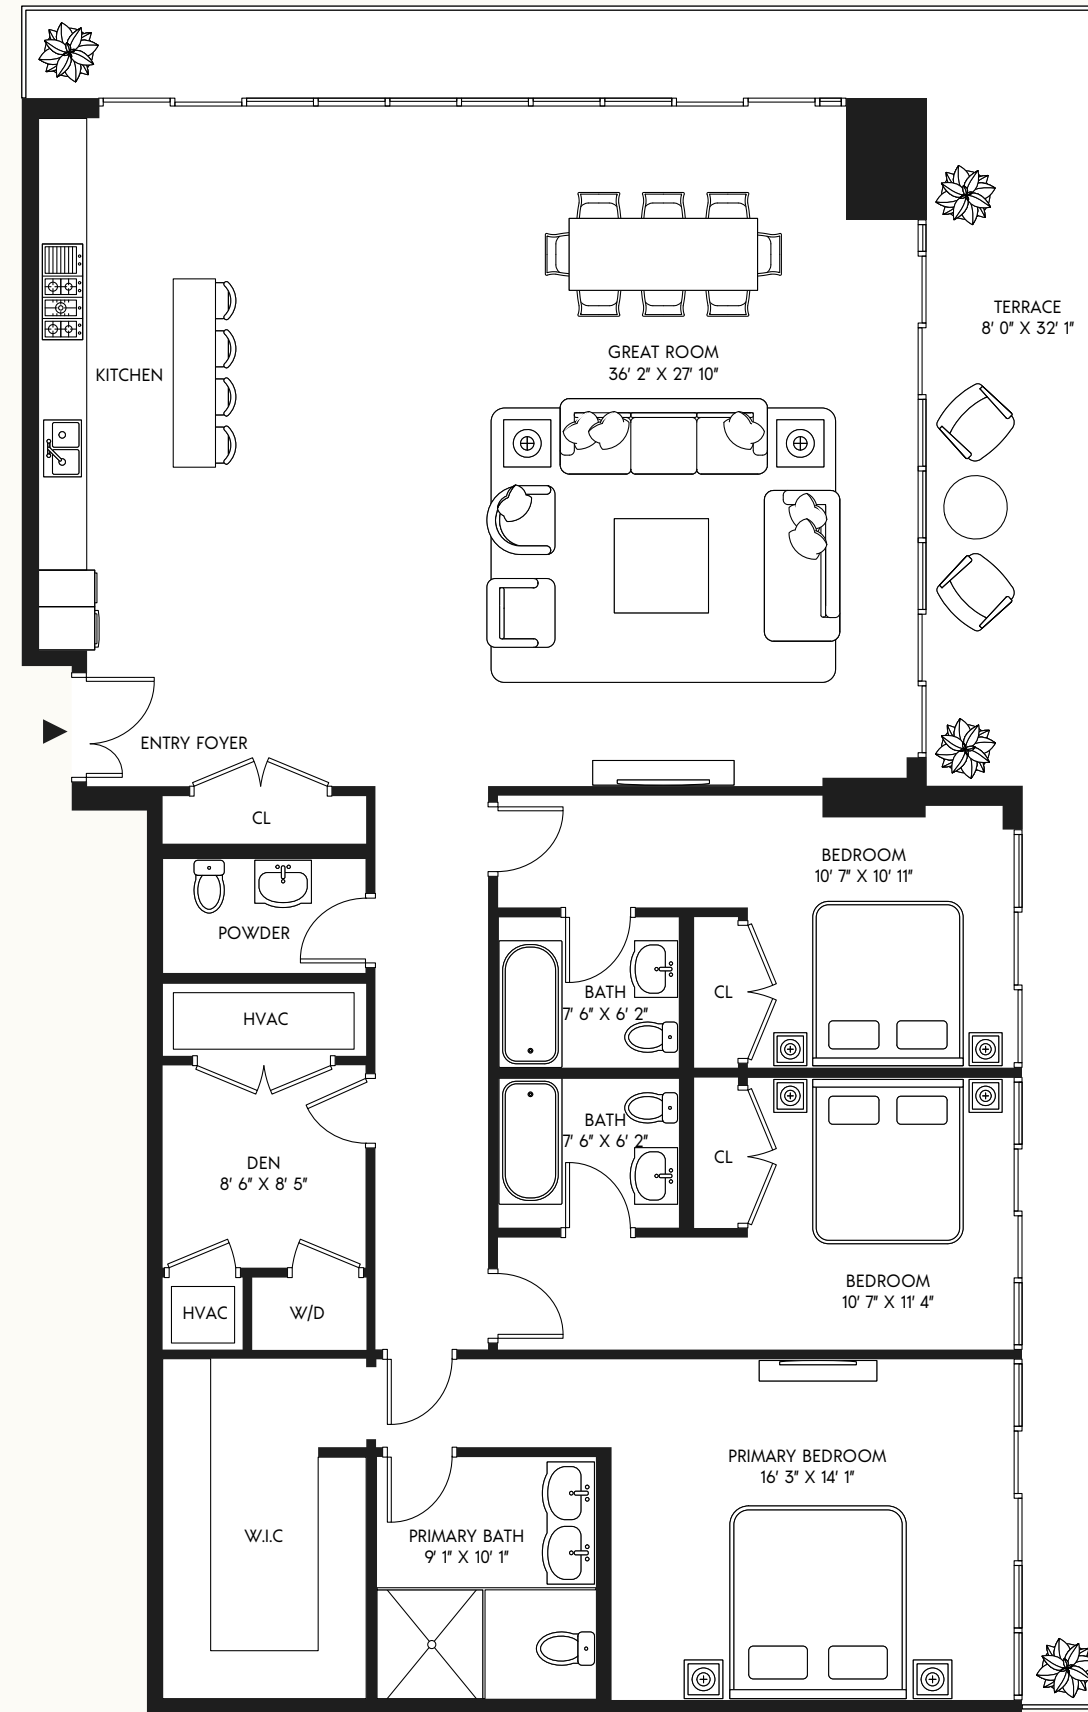 TERRACE
8' 0" X 32' 1"
GREAT ROOM
36' 2" X 27' 10"
KITCHEN
ENTRY FOYER
CL
BEDROOM
10' 7" X 10' 11"
POWDER
BATH
7' 6" X 6' 2"
CL
HVAC
BATH
7' 6" X 6' 2"
CL
DEN
8' 6" X 8' 5"
BEDROOM
10' 7" X 11' 4"
HVAC
W/D
PRIMARY BEDROOM
16' 3" X 14' 1"
W.I.C
PRIMARY BATH
9' 1" X 10' 1"